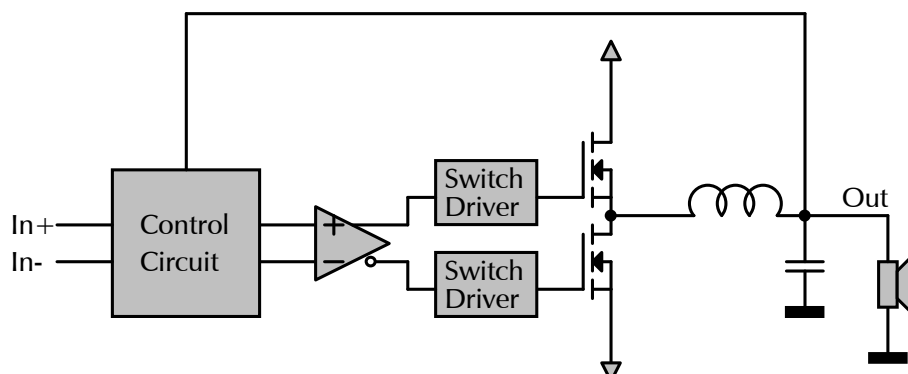 In+
In-
Control
Circuit
+
−
Switch
Driver
Switch
Driver
Out